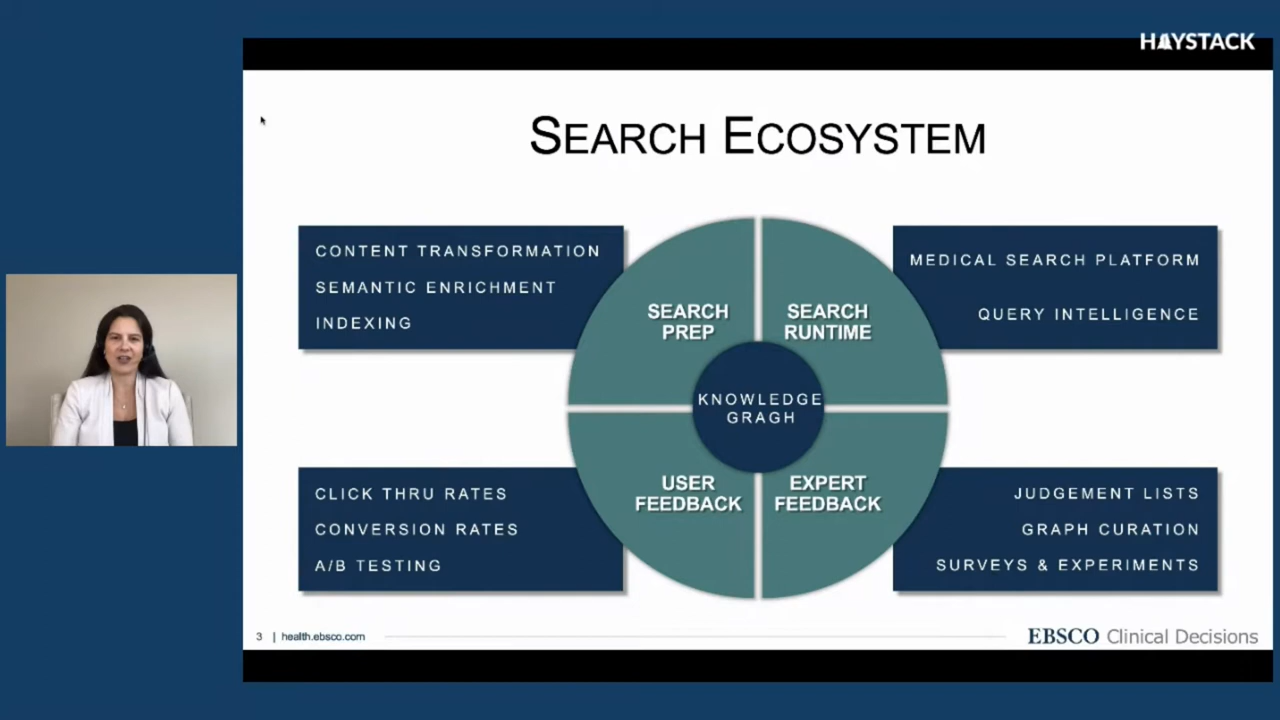 HAYSTACK
SEARCH ECOSYSTEM
CONTENT TRANSFORMATION
SEMANTIC ENRICHMENT
INDEXING
MEDICAL SEARCH PLATFORM
QUERY INTELLIGENCE
SEARCH
PREP
SEARCH
RUNTIME
KNOWLEDGE
GRAGH
USER
FEEDBACK
EXPERT
FEEDBACK
CLICK THRU RATES
CONVERSION RATES
A/B TESTING
JUDGEMENT LISTS
GRAPH CURATION
SURVEYS & EXPERIMENTS
3 | health.ebsco.com
EBSCO Clinical Decisions